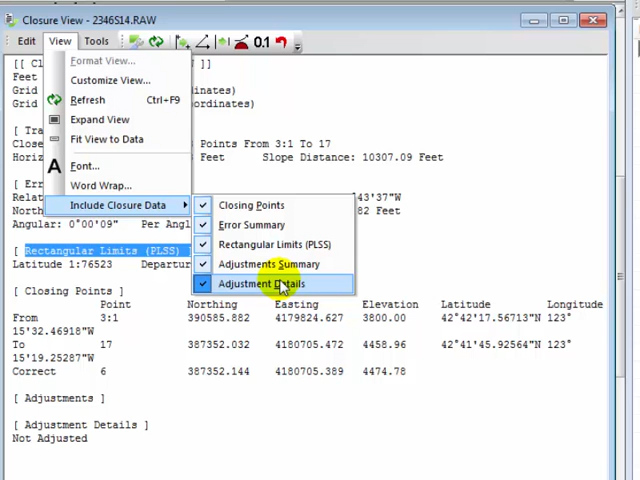 Closure View - 2346S14.RAW
Edit View Tools
0.1
Format View...
Customize View...
Refresh Ctrl+F9
Expand View
Fit View to Data
A Font...
Word Wrap...
Include Closure Data
Closing Points
Error Summary
Rectangular Limits (PLSS)
Adjustments Summary
Adjustment Details
[[ Cl ]]
Feet
Grid inates)
Grid oordinates)
[ Tra
Close Points From 3:1 To 17
Horiz Feet Slope Distance: 10307.09 Feet
[ Err
Relat '43'37"W
North 82 Feet
Angular: 0°00'09" Per Angl
[ Rectangular Limits (PLSS) ]
Latitude 1:76523 Departur
[ Closing Points ]
Point Northing Easting Elevation Latitude Longitude
From 3:1 390585.882 4179824.627 3800.00 42°42'17.56713"N 123°
15'32.46918"W
To 17 387352.032 4180705.472 4458.96 42°41'45.92564"N 123°
15'19.25287"W
Correct 6 387352.144 4180705.389 4474.78
[ Adjustments ]
[ Adjustment Details ]
Not Adjusted